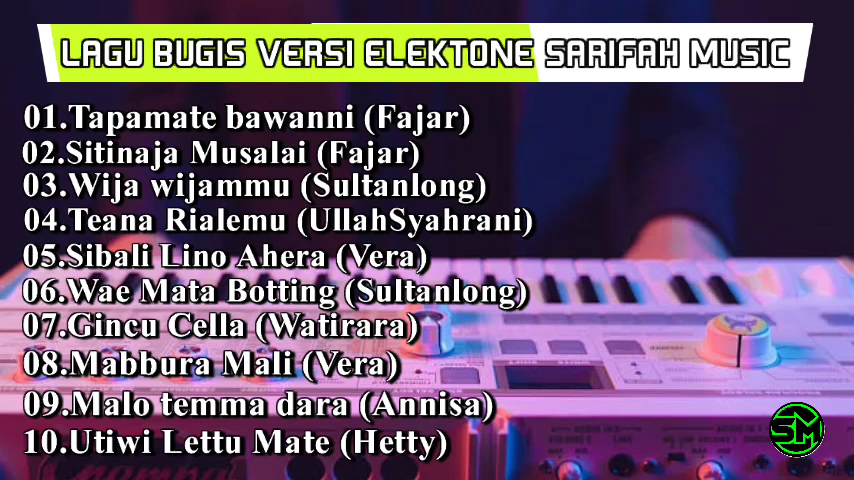 LAGU BUGIS VERSI ELEKTONE SARIFAH MUSIC
01.Tapamate bawanni (Fajar)
02.Sitinaja Musalai (Fajar)
03.Wija wijammu (Sultanlong)
04.Teana Rialemu (UllahSyahrani)
05.Sibali Lino Ahera (Vera)
06.Wae Mata Botting (Sultanlong)
07.Gincu Cella (Watirara)
08.Mabbura Mali (Vera)
09.Malo temma dara (Annisa)
10.Utiwi Lettu Mate (Hetty)
SM